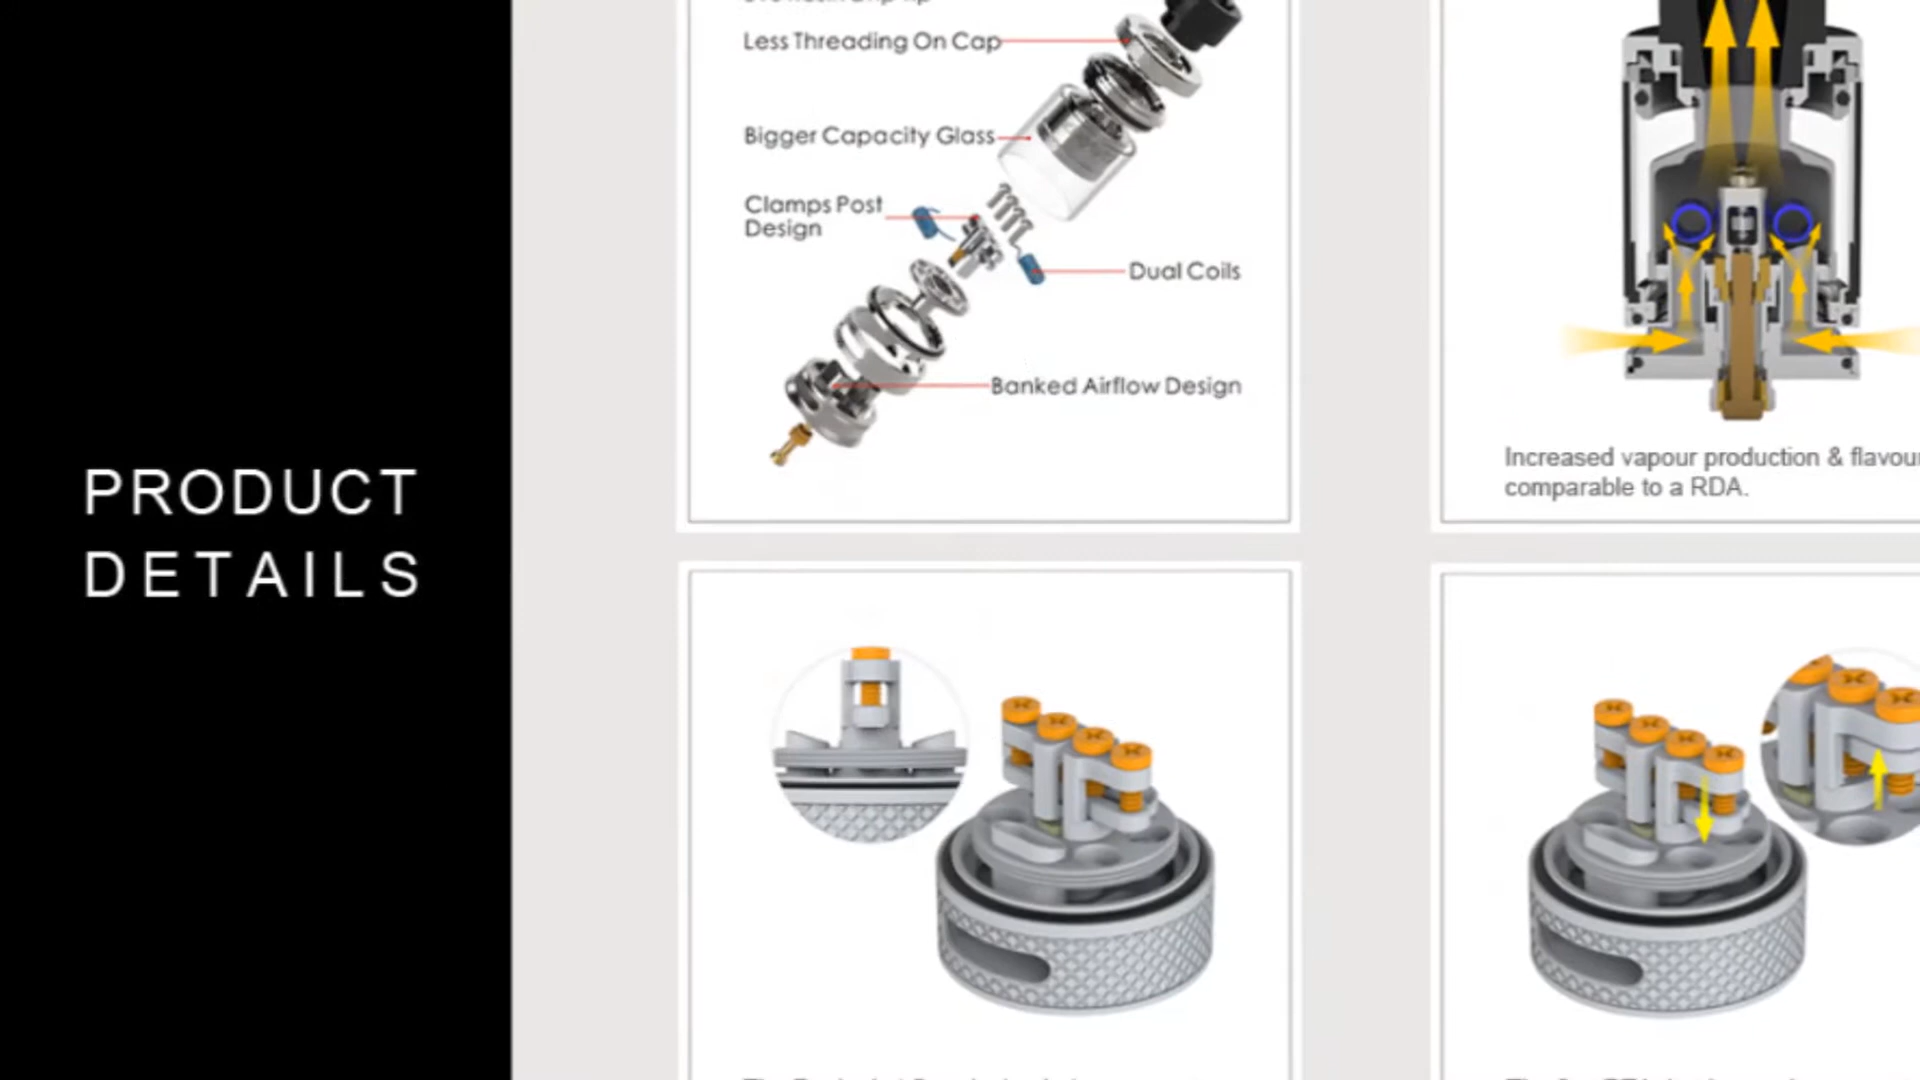 PRODUCT
DETAILS
Less Threading On Cap
Bigger Capacity Glass
Clamps Post
Design
Dual Coils
Banked Airflow Design
Increased vapour production & flavour
comparable to a RDA.